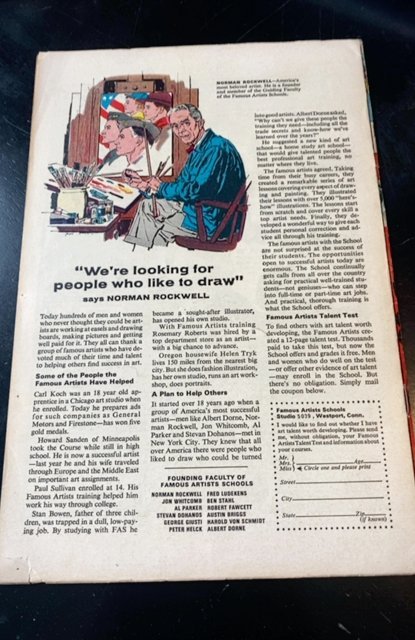 NORMAN ROCKWELL—America's
most beloved artist. He is a founder
and member of the Guiding Faculty
of the Famous Artists Schools.
"We're looking for
people who like to draw"
says NORMAN ROCKWELL
Today hundreds of men and women
who never thought they could be art-
ists are working at easels and drawing
boards, making pictures and getting
well paid for it. They all can thank a
group of famous artists who have de-
voted much of their time and talent
to helping others find success in art.
Some of the People the
Famous Artists Have Helped
Carl Koch was an 18 year old ap-
prentice in a Chicago art studio when
he enrolled. Today he prepares ads
for such companies as General
Motors and Firestone—has won five
gold medals.
Howard Sanden of Minneapolis
took the Course while still in high
school. He is now a successful artist
—last year he and his wife traveled
through Europe and the Middle East
on important art assignments.
Paul Sullivan enrolled at 14. His
Famous Artists training helped him
work his way through college.
Stan Bowen, father of three chil-
dren, was trapped in a dull, low-pay-
ing job. By studying with FAS he
became a sought-after illustrator,
has opened his own studio.
With Famous Artists training
Rosemary Roberts was hired by a
top department store as an artist—
with a big chance to advance.
Oregon housewife Helen Tryk
lives 150 miles from the nearest big
city. But she does fashion illustration,
has her own studio, runs an art work-
shop, does portraits.
A Plan to Help Others
It started over 18 years ago when a
group of America's most successful
artists—men like Albert Dorne, Nor-
man Rockwell, Jon Whitcomb, Al
Parker and Stevan Dohanos—met in
New York City. They knew that all
over America there were people who
liked to draw who could be turned
FOUNDING FACULTY OF
FAMOUS ARTISTS SCHOOLS
NORMAN ROCKWELL FRED LUDEKENS
JON WHITCOMB BEN STAHL
AL PARKER ROBERT FAWCETT
STEVAN DOHANOS AUSTIN BRIGGS
GEORGE GIUSTI HAROLD VON SCHMIDT
PETER HELCK ALBERT DORNE
into good artists. Albert Dorne asked,
"Why can't we give these people the
training they need—including all the
trade secrets and know-how we've
learned over the years?"
He suggested a new kind of art
school—a home study art school—
that would give talented people the
best professional art training, no
matter where they live.
The famous artists agreed. Taking
time from their busy careers, they
created a remarkable series of art
lessons covering every aspect of draw-
ing and painting. They illustrated
their lessons with over 5,000 "here's-
how" illustrations. The lessons start
from scratch and cover every skill
top artist needs. Finally, they de-
veloped a wonderful way to give each
student personal correction and ad-
vice all through his training.
The famous artists with the School
are not surprised at the success of
their students. The opportunities
open to successful artists today are
enormous. The School continually
gets calls from all over the country
asking for practical well-trained stu-
dents—not geniuses—who can step
into full-time or part-time art jobs.
And practical, thorough training is
what the School offers.
Famous Artists Talent Test
To find others with art talent worth
developing, the Famous Artists cre-
ated a 12-page talent test. Thousands
paid to take this test, but now the
School offers and grades it free. Men
and women who do well on the test
—or offer other evidence of art talent
—may enroll in the School. But
there's no obligation. Simply mail
the coupon below.
Famous Artists Schools
Studio 5059, Westport, Conn.
I would like to find out whether I have
art talent worth developing. Please send
me, without obligation, your Famous
Artists Talent Test and information about
your courses.
Mr.
Mrs. Age
Miss Circle one and please print
Street
City
State Zip
(if known)